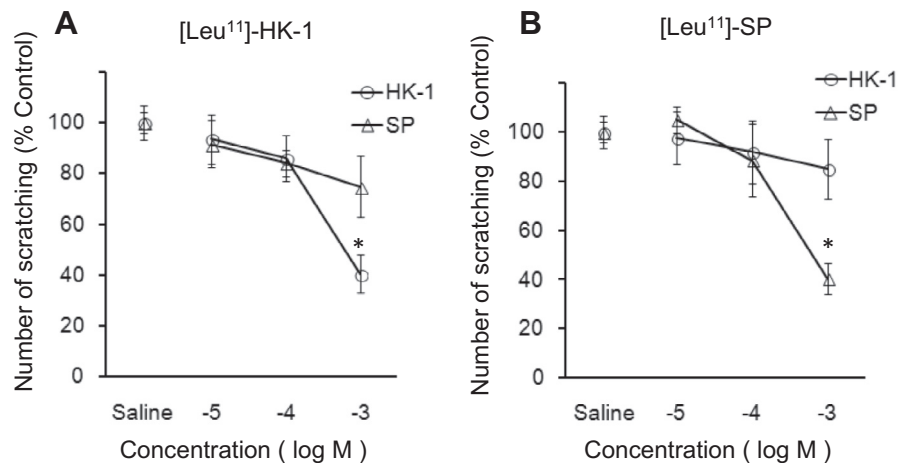 A
[Leu¹¹]-HK-1
HK-1
SP
Number of scratching (% Control)
100
80
60
40
20
0
*
Saline
-5
-4
-3
Concentration ( log M )
B
[Leu¹¹]-SP
HK-1
SP
Number of scratching (% Control)
100
80
60
40
20
0
*
Saline
-5
-4
-3
Concentration ( log M )